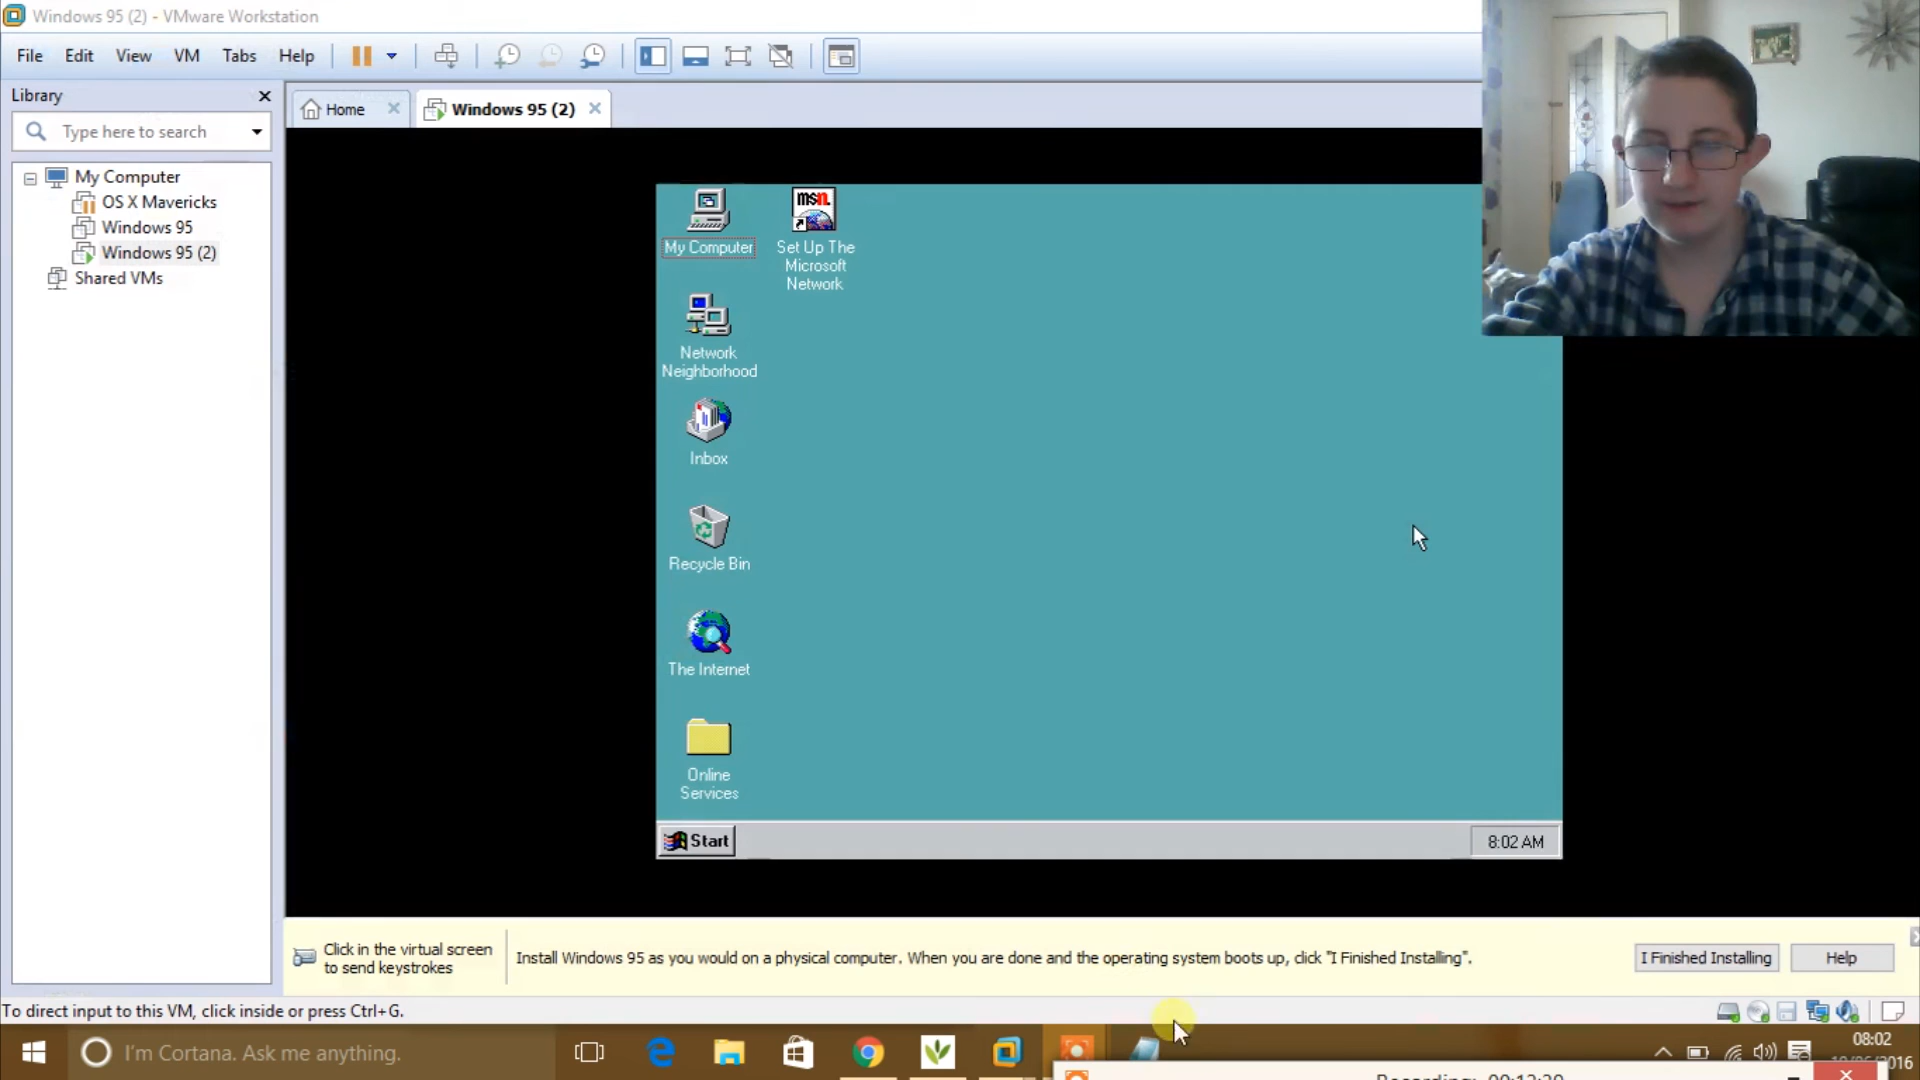 Windows 95 (2) - VMware Workstation
File Edit View VM Tabs Help
Library
Home
Windows 95 (2)
Type here to search
My Computer
OS X Mavericks
Windows 95
Windows 95 (2)
Shared VMs
My Computer
msn.
Set Up The
Microsoft
Network
Network
Neighborhood
Inbox
Recycle Bin
The Internet
Online
Services
Start
8:02 AM
Click in the virtual screen
to send keystrokes
Install Windows 95 as you would on a physical computer. When you are done and the operating system boots up, click "I Finished Installing".
I Finished Installing
Help
To direct input to this VM, click inside or press Ctrl+G.
I'm Cortana. Ask me anything.
08:02